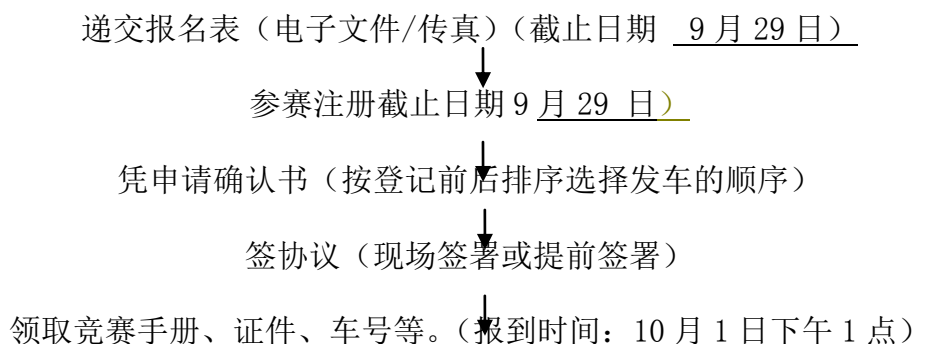 递交报名表（电子文件/传真）（截止日期 9月29日）
参赛注册截止日期9月29 日）
凭申请确认书（按登记前后排序选择发车的顺序）
签协议（现场签署或提前签署）
领取竞赛手册、证件、车号等。（报到时间：10月1日下午1点）